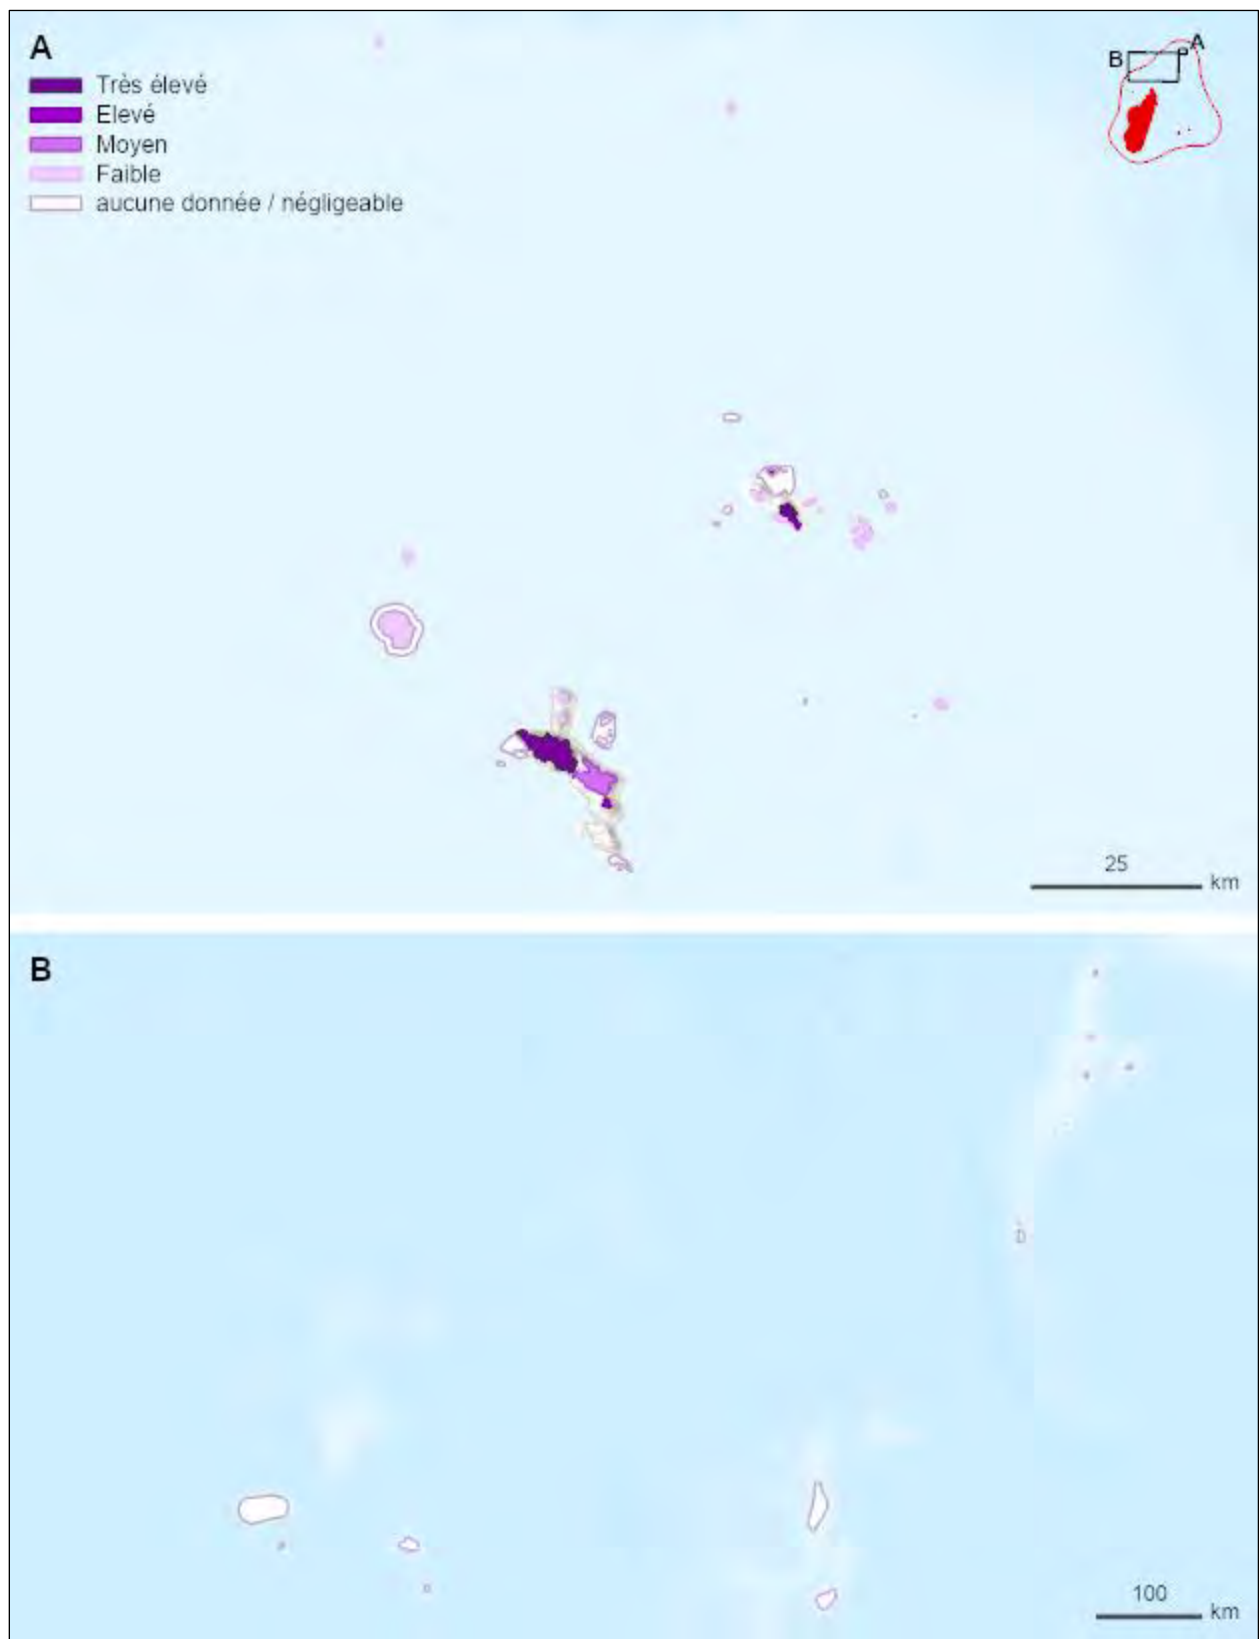 A
Très élevé
Elevé
Moyen
Faible
aucune donnée / négligeable
B
A
25
km
B
100
km